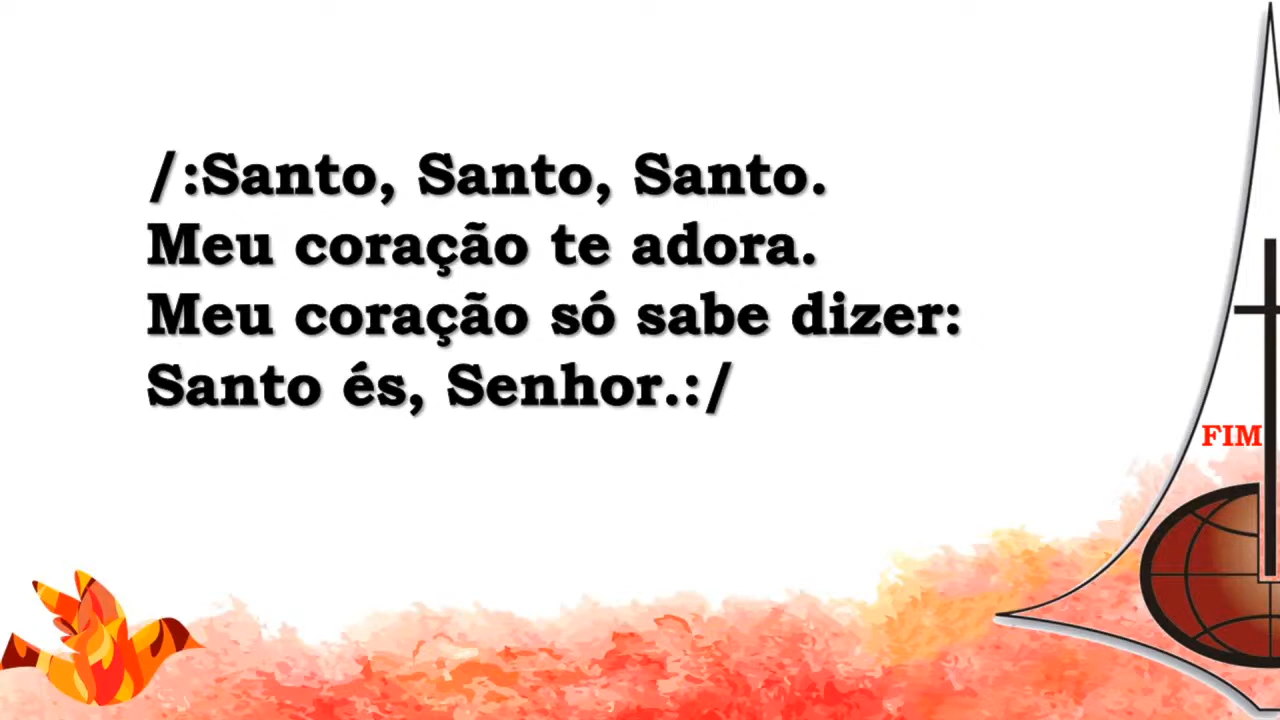 /:Santo, Santo, Santo.
Meu coração te adora.
Meu coração só sabe dizer:
Santo és, Senhor.:/
FIM